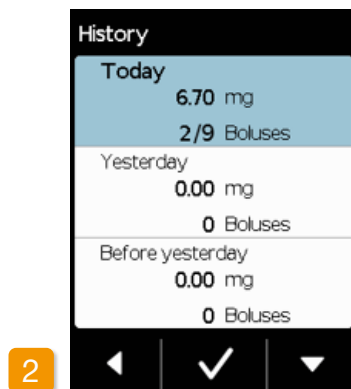 History
Today
6.70 mg
2/9 Boluses
Yesterday
0.00 mg
0 Boluses
Before yesterday
0.00 mg
0 Boluses
2